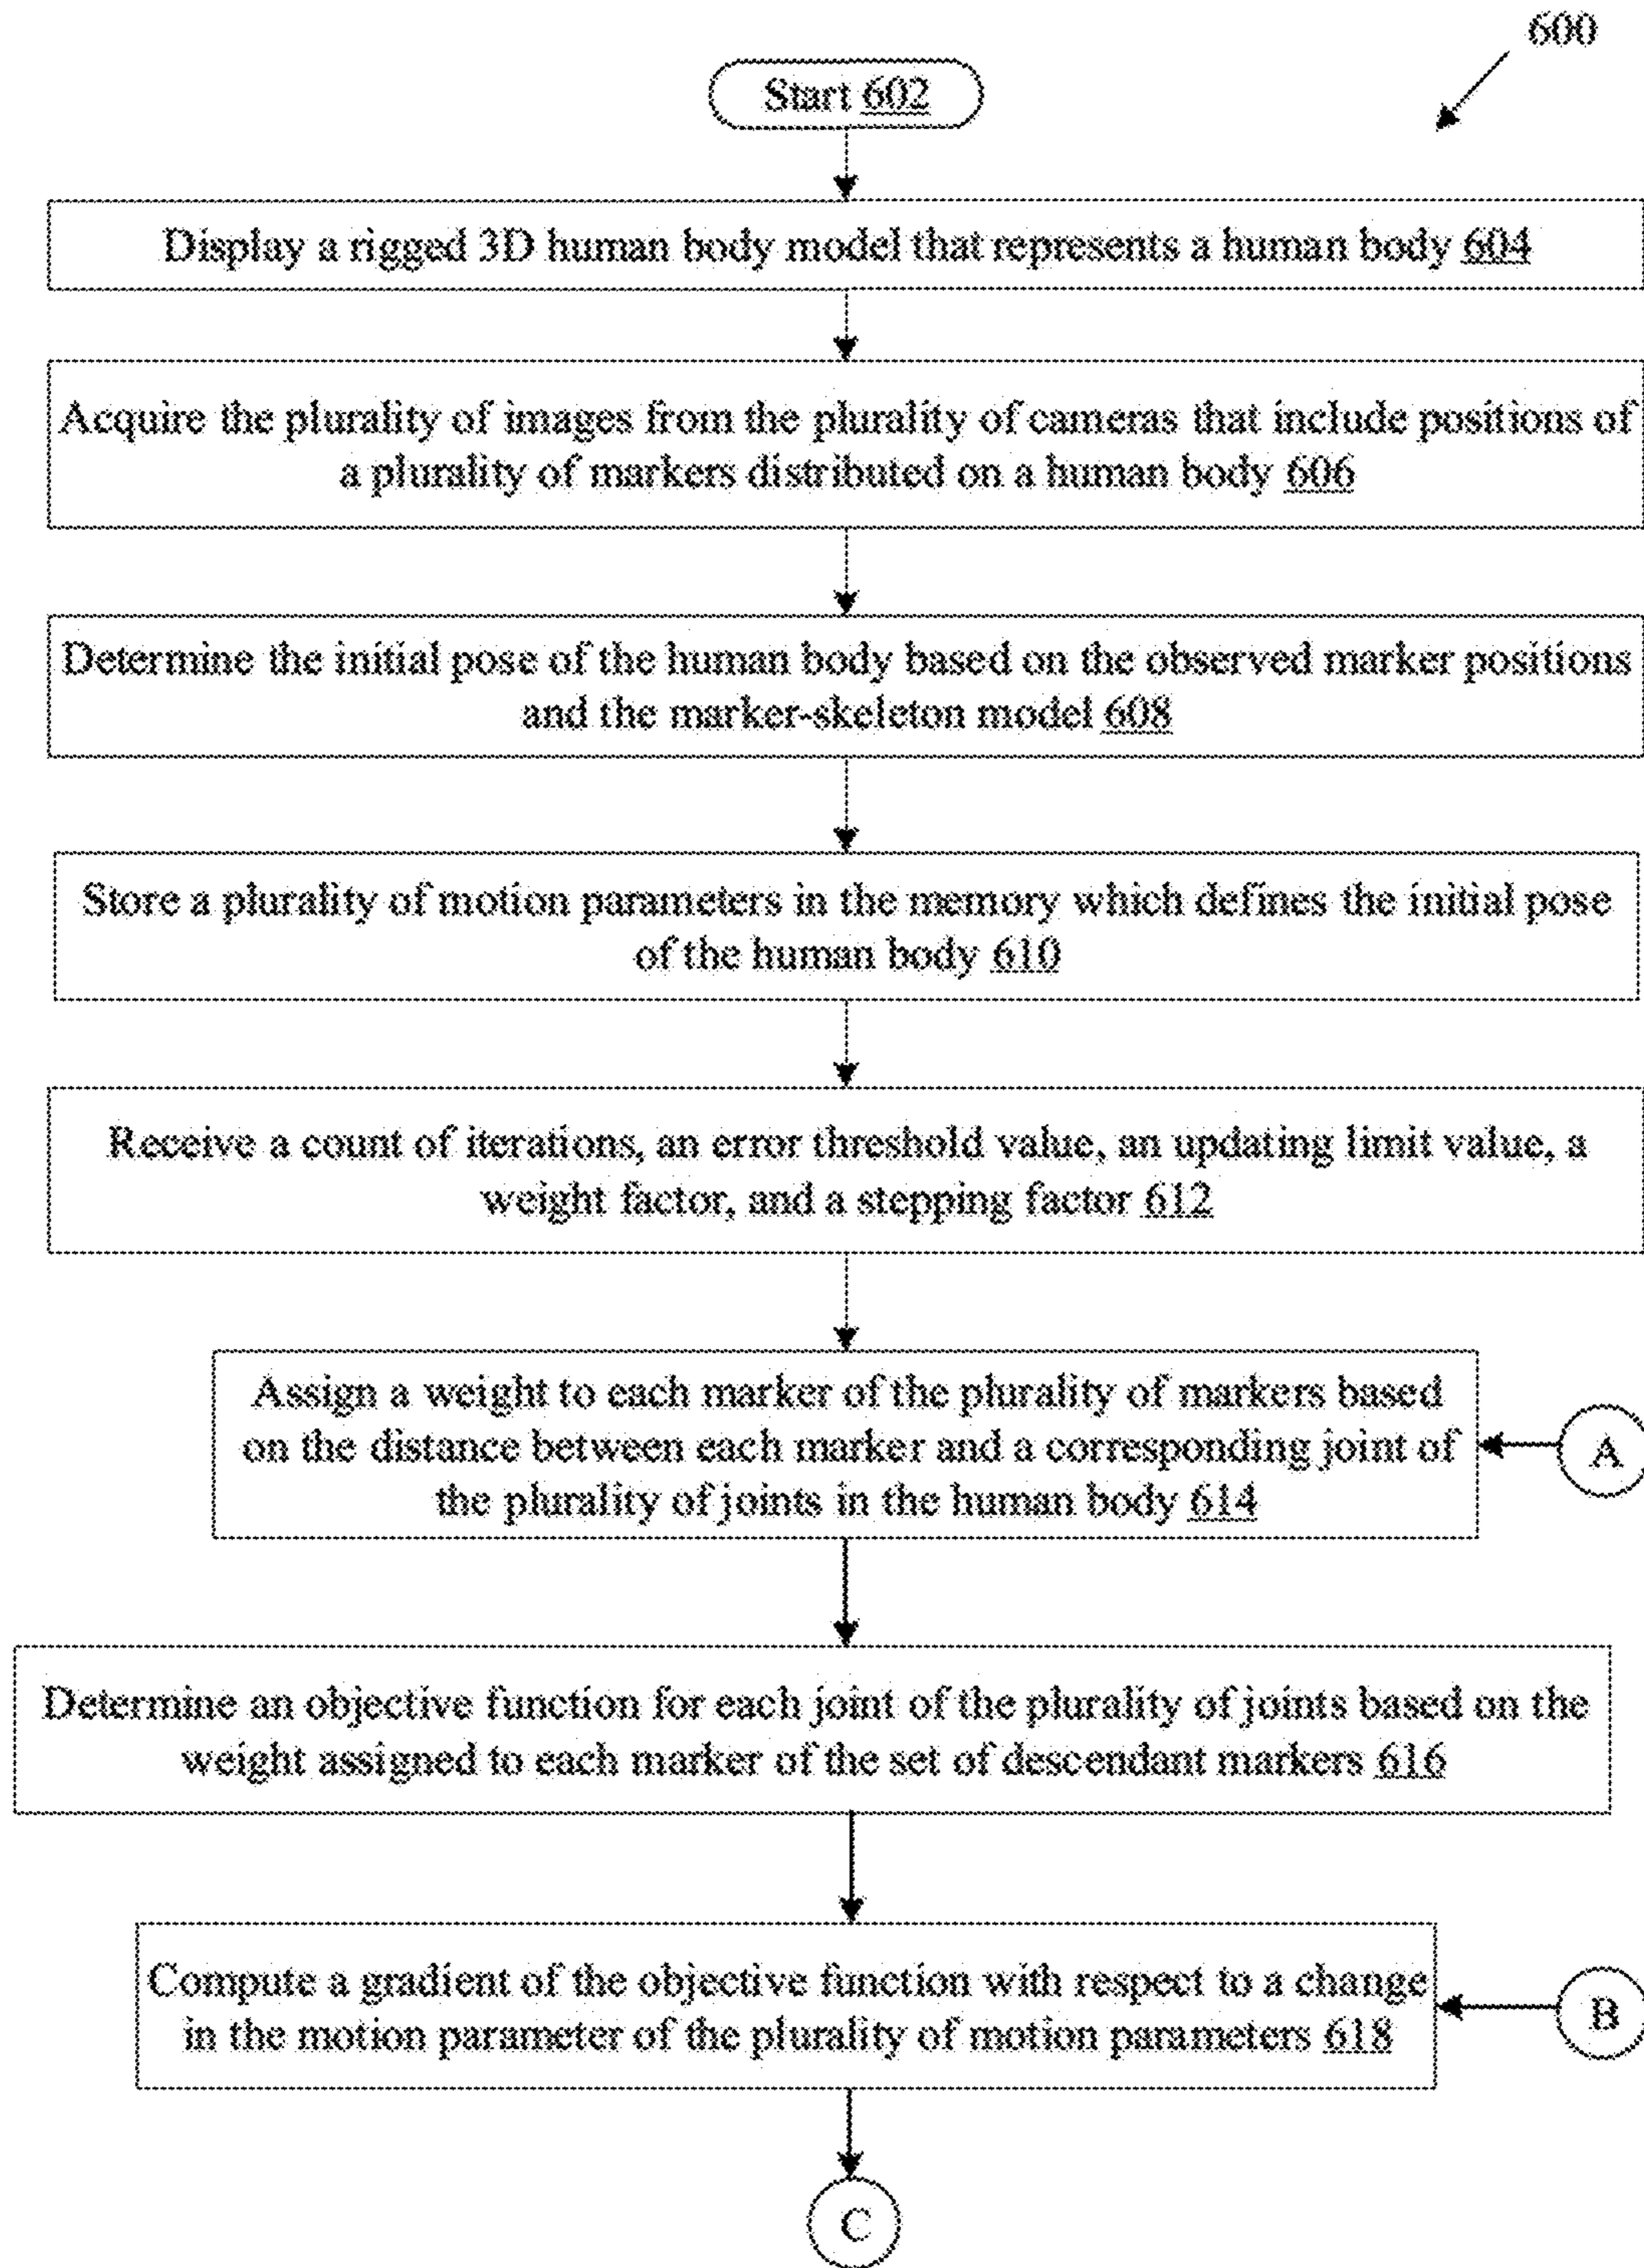 600
Start 602
Display a rigged 3D human body model that represents a human body 604
Acquire the plurality of images from the plurality of cameras that include positions of
a plurality of markers distributed on a human body 606
Determine the initial pose of the human body based on the observed marker positions
and the marker-skeleton model 608
Store a plurality of motion parameters in the memory which defines the initial pose
of the human body 610
Receive a count of iterations, an error threshold value, an updating limit value, a
weight factor, and a stepping factor 612
Assign a weight to each marker of the plurality of markers based
on the distance between each marker and a corresponding joint of
the plurality of joints in the human body 614
A
Determine an objective function for each joint of the plurality of joints based on the
weight assigned to each marker of the set of descendant markers 616
Compute a gradient of the objective function with respect to a change
in the motion parameter of the plurality of motion parameters 618
B
C